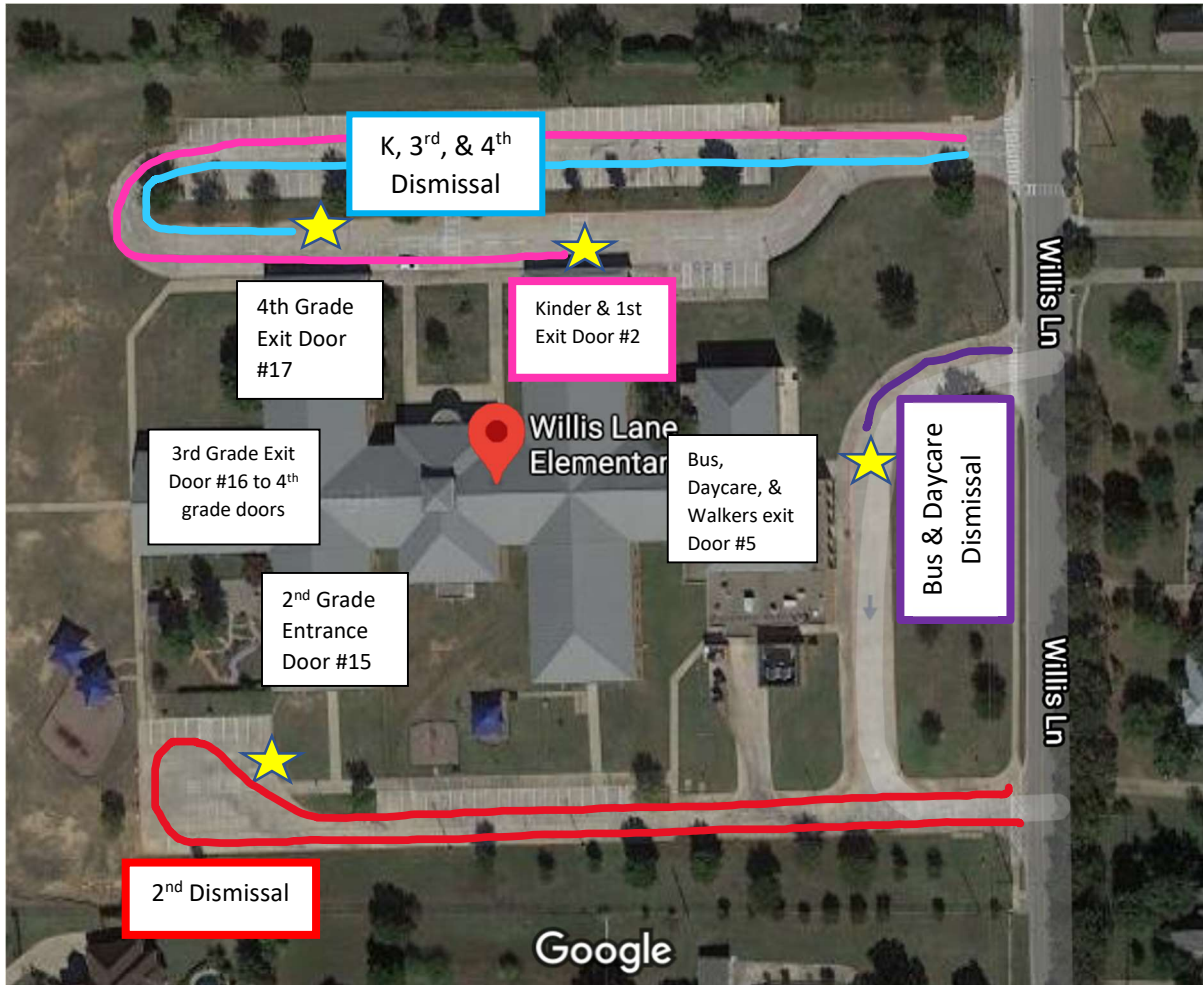 K, 3rd, & 4th
Dismissal
Willis Ln
4th Grade
Exit Door
#17
Kinder & 1st
Exit Door #2
Willis Lane
Elementar
3rd Grade Exit
Door #16 to 4th
grade doors
Bus,
Daycare, &
Walkers exit
Door #5
Bus & Daycare
Dismissal
2nd Grade
Entrance
Door #15
Willis Ln
2nd Dismissal
Google